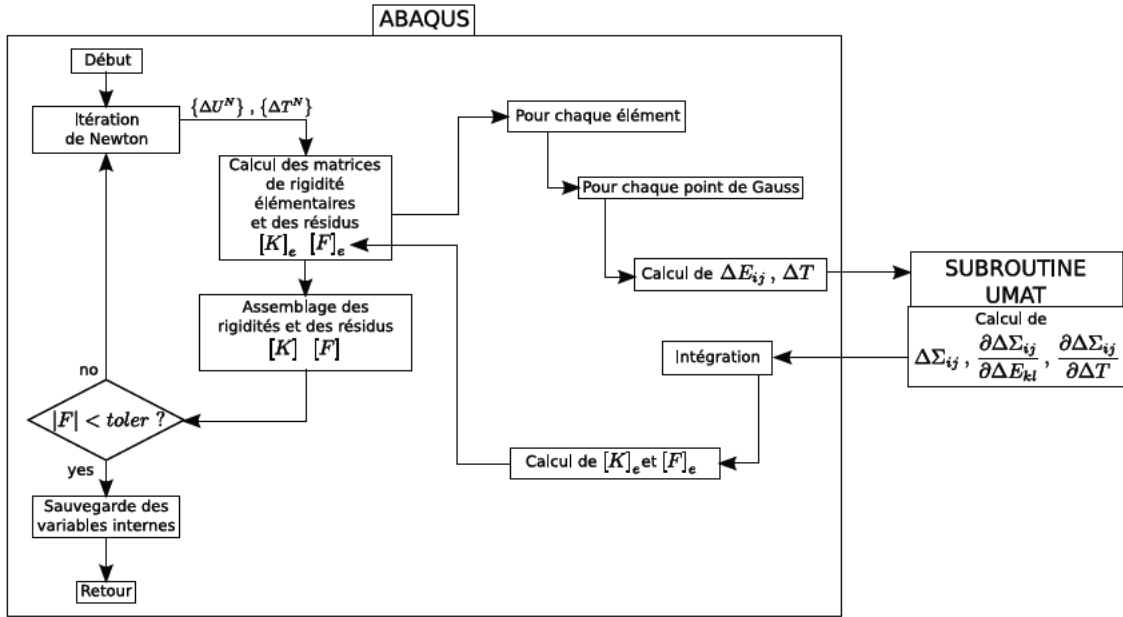 ABAQUS
Début
Itération
de Newton
{ΔU^N} , {ΔT^N}
Calcul des matrices
de rigidité
élémentaires
et des résidus
[K]_e [F]_e
Assemblage des
rigidités et des résidus
[K] [F]
no
|F| < toler ?
yes
Sauvegarde des
variables internes
Retour
Pour chaque élément
Pour chaque point de Gauss
Calcul de ΔE_ij , ΔT
SUBROUTINE
UMAT
Calcul de
ΔΣ_ij , ∂ΔΣ_ij/∂ΔE_kl , ∂ΔΣ_ij/∂ΔT
Intégration
Calcul de [K]_e et [F]_e